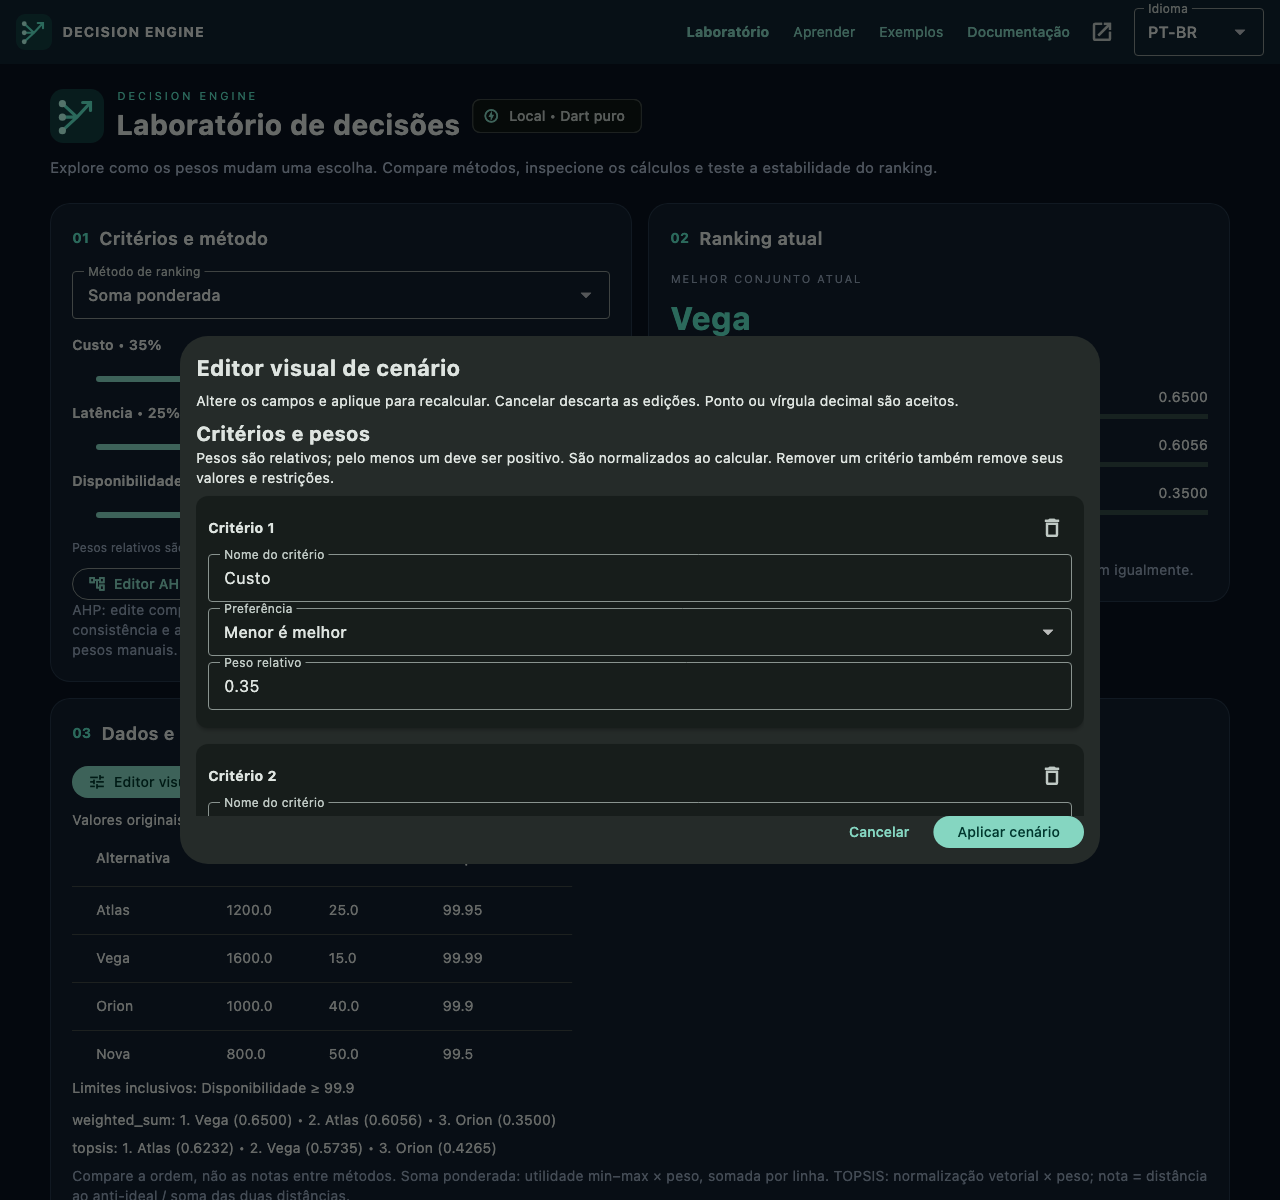 DECISION ENGINE
Laboratório
Aprender
Exemplos
Documentação
Idioma
PT-BR
DECISION ENGINE
Laboratório de decisões
Local • Dart puro
Explore como os pesos mudam uma escolha. Compare métodos, inspecione os cálculos e teste a estabilidade do ranking.
01 Critérios e método
Método de ranking
Soma ponderada
Custo • 35%
Latência • 25%
Disponibilidade
Pesos relativos
Editor AH
AHP: edite
consistência e
pesos manuais.
02 Ranking atual
MELHOR CONJUNTO ATUAL
Vega
0.6500
0.6056
0.3500
igualmente.
Editor visual de cenário
Altere os campos e aplique para recalcular. Cancelar descarta as edições. Ponto ou vírgula decimal são aceitos.
Critérios e pesos
Pesos são relativos; pelo menos um deve ser positivo. São normalizados ao calcular. Remover um critério também remove seus
valores e restrições.
Critério 1
Nome do critério
Custo
Preferência
Menor é melhor
Peso relativo
0.35
Critério 2
Nome do critério
Cancelar
Aplicar cenário
03 Dados e
Editor
Valores originais
Alternativa
Atlas 1200.0 25.0 99.95
Vega 1600.0 15.0 99.99
Orion 1000.0 40.0 99.9
Nova 800.0 50.0 99.5
Limites inclusivos: Disponibilidade ≥ 99.9
weighted_sum: 1. Vega (0.6500) • 2. Atlas (0.6056) • 3. Orion (0.3500)
topsis: 1. Atlas (0.6232) • 2. Vega (0.5735) • 3. Orion (0.4265)
Compare a ordem, não as notas entre métodos. Soma ponderada: utilidade min–max × peso, somada por linha. TOPSIS: normalização vetorial × peso; nota = distância
ao anti-ideal / soma das duas distâncias.